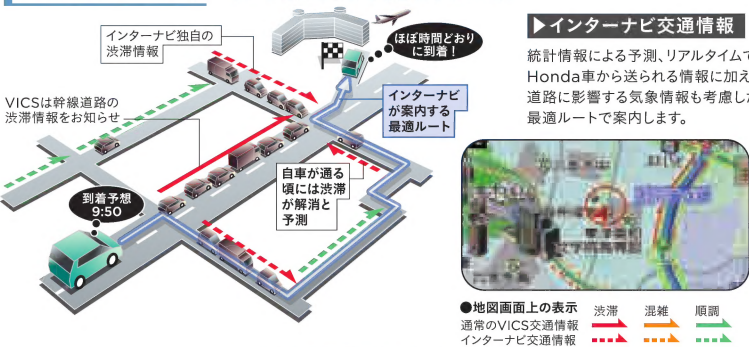 インターナビ独自の
渋滞情報
ほぼ時間どおり
に到着！
VICSは幹線道路の
渋滞情報をお知らせ
インターナビ
が案内する
最適ルート
自車が通る
頃には渋滞
が解消と
予測
到着予想
9:50
▶インターナビ交通情報
統計情報による予測、リアルタイムで
Honda車から送られる情報に加え
道路に影響する気象情報も考慮した
最適ルートで案内します。
●地図画面上の表示 渋滞 混雑 順調
通常のVICS交通情報
インターナビ交通情報